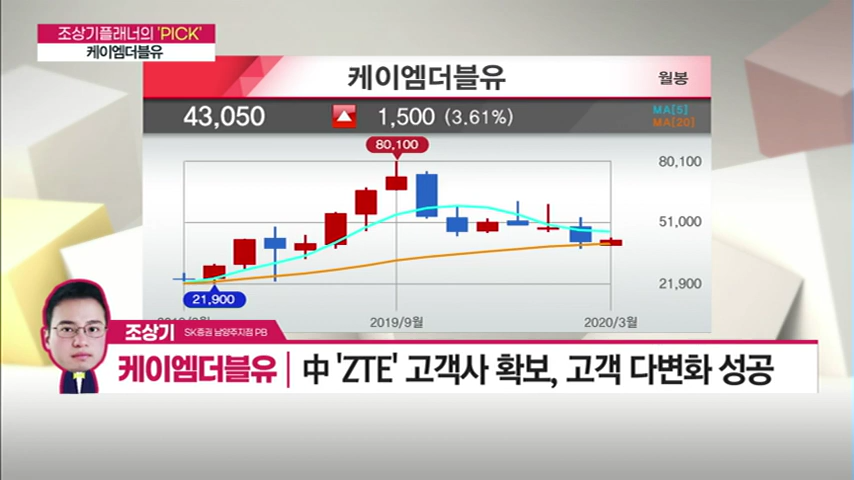 조상기플래너의 'PICK'
케이엠더블유
케이엠더블유
월봉
43,050 1,500 (3.61%)
MA[5]
MA[20]
80,100
80,100
51,000
21,900
21,900
2019/9월
2020/3월
조상기 SK증권 남양주지점 PB
케이엠더블유 中 'ZTE' 고객사 확보, 고객 다변화 성공